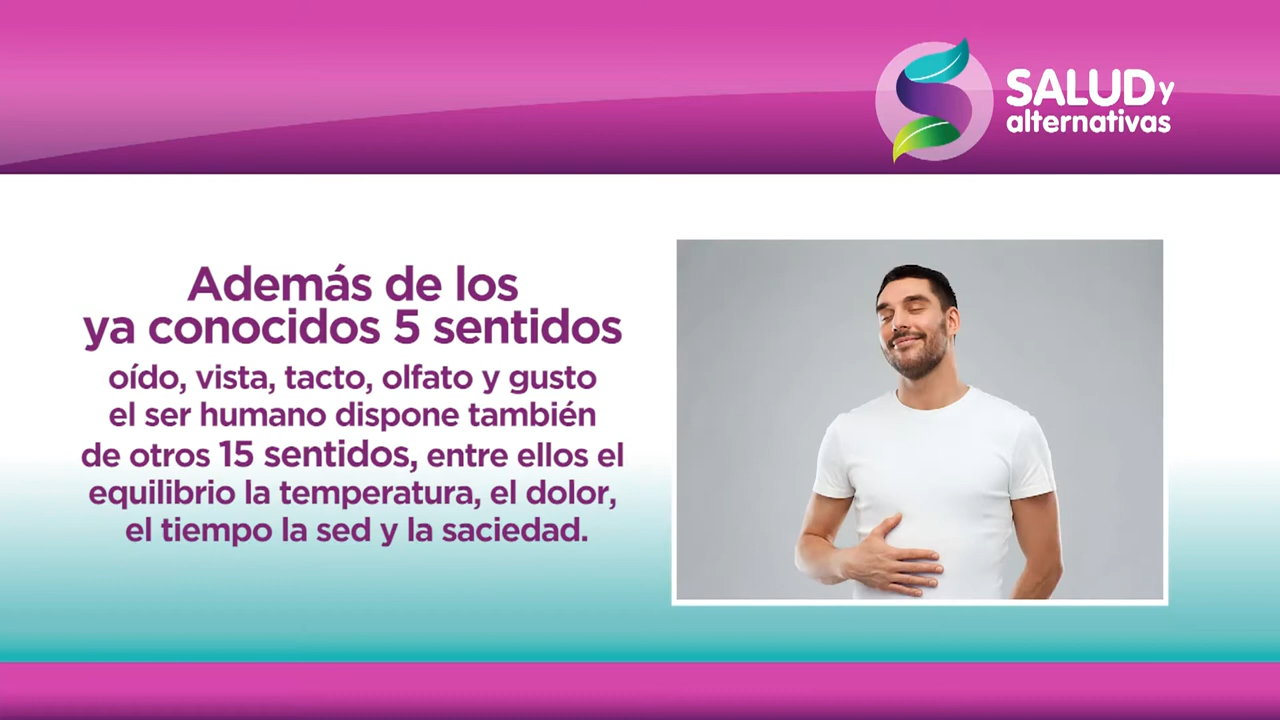 SALUD y
alternativas
Además de los
ya conocidos 5 sentidos
oído, vista, tacto, olfato y gusto
el ser humano dispone también
de otros 15 sentidos, entre ellos el
equilibrio la temperatura, el dolor,
el tiempo la sed y la saciedad.